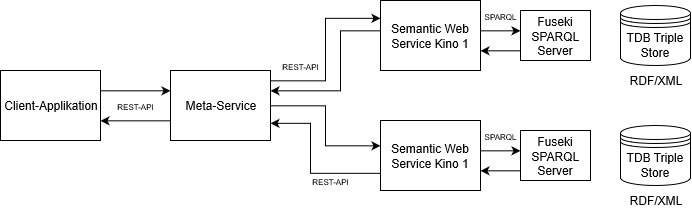 Client-Applikation
REST-API
Meta-Service
REST-API
Semantic Web
Service Kino 1
SPARQL
Fuseki
SPARQL
Server
TDB Triple
Store
RDF/XML
REST-API
Semantic Web
Service Kino 1
SPARQL
Fuseki
SPARQL
Server
TDB Triple
Store
RDF/XML